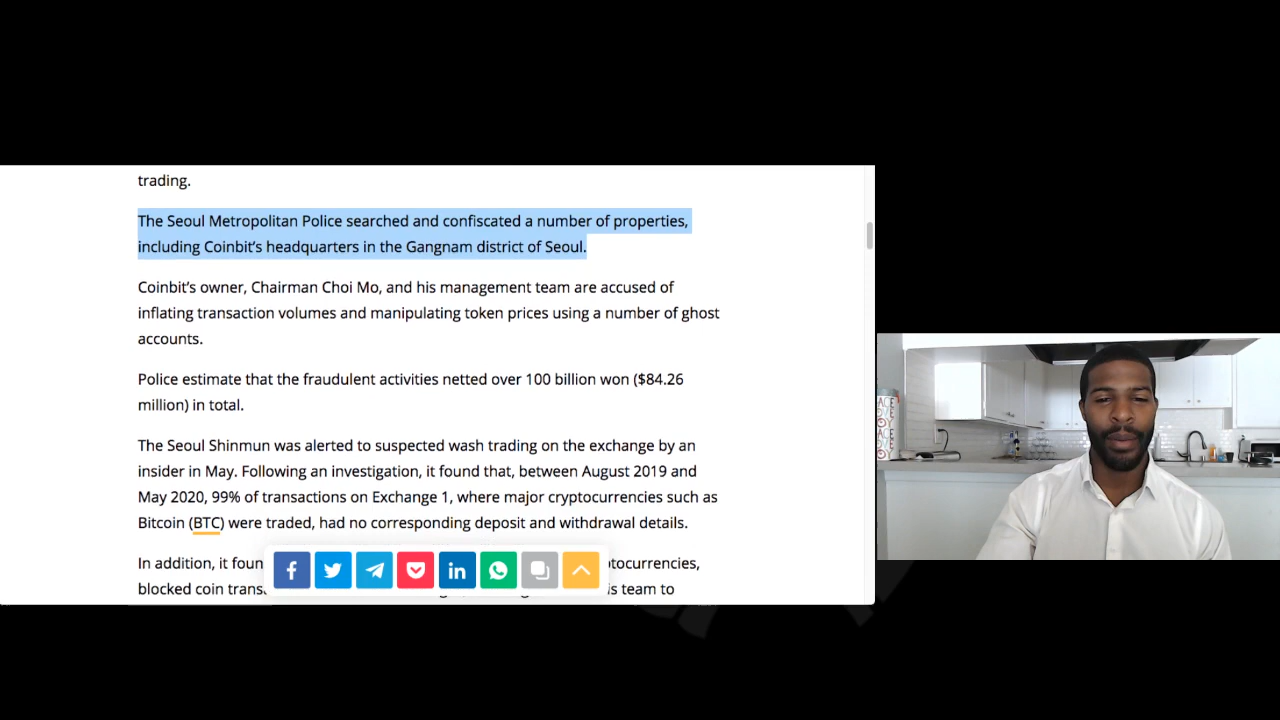 trading.
The Seoul Metropolitan Police searched and confiscated a number of properties,
including Coinbit’s headquarters in the Gangnam district of Seoul.
Coinbit’s owner, Chairman Choi Mo, and his management team are accused of
inflating transaction volumes and manipulating token prices using a number of ghost
accounts.
Police estimate that the fraudulent activities netted over 100 billion won ($84.26
million) in total.
The Seoul Shinmun was alerted to suspected wash trading on the exchange by an
insider in May. Following an investigation, it found that, between August 2019 and
May 2020, 99% of transactions on Exchange 1, where major cryptocurrencies such as
Bitcoin (BTC) were traded, had no corresponding deposit and withdrawal details.
In addition, it
blocked coin is team to